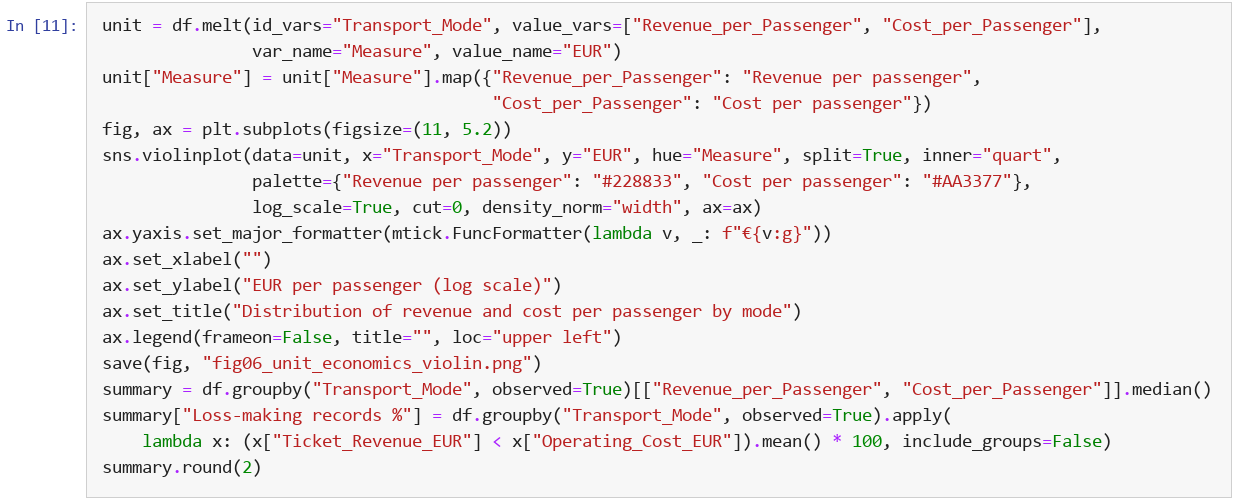 In [11]: unit = df.melt(id_vars="Transport_Mode", value_vars=["Revenue_per_Passenger", "Cost_per_Passenger"],
               var_name="Measure", value_name="EUR")
unit["Measure"] = unit["Measure"].map({"Revenue_per_Passenger": "Revenue per passenger",
                                       "Cost_per_Passenger": "Cost per passenger"})
fig, ax = plt.subplots(figsize=(11, 5.2))
sns.violinplot(data=unit, x="Transport_Mode", y="EUR", hue="Measure", split=True, inner="quart",
               palette={"Revenue per passenger": "#228833", "Cost per passenger": "#AA3377"},
               log_scale=True, cut=0, density_norm="width", ax=ax)
ax.yaxis.set_major_formatter(mtick.FuncFormatter(lambda v, _: f"€{v:g}"))
ax.set_xlabel("")
ax.set_ylabel("EUR per passenger (log scale)")
ax.set_title("Distribution of revenue and cost per passenger by mode")
ax.legend(frameon=False, title="", loc="upper left")
save(fig, "fig06_unit_economics_violin.png")
summary = df.groupby("Transport_Mode", observed=True)[["Revenue_per_Passenger", "Cost_per_Passenger"]].median()
summary["Loss-making records %"] = df.groupby("Transport_Mode", observed=True).apply(
    lambda x: (x["Ticket_Revenue_EUR"] < x["Operating_Cost_EUR"]).mean() * 100, include_groups=False)
summary.round(2)